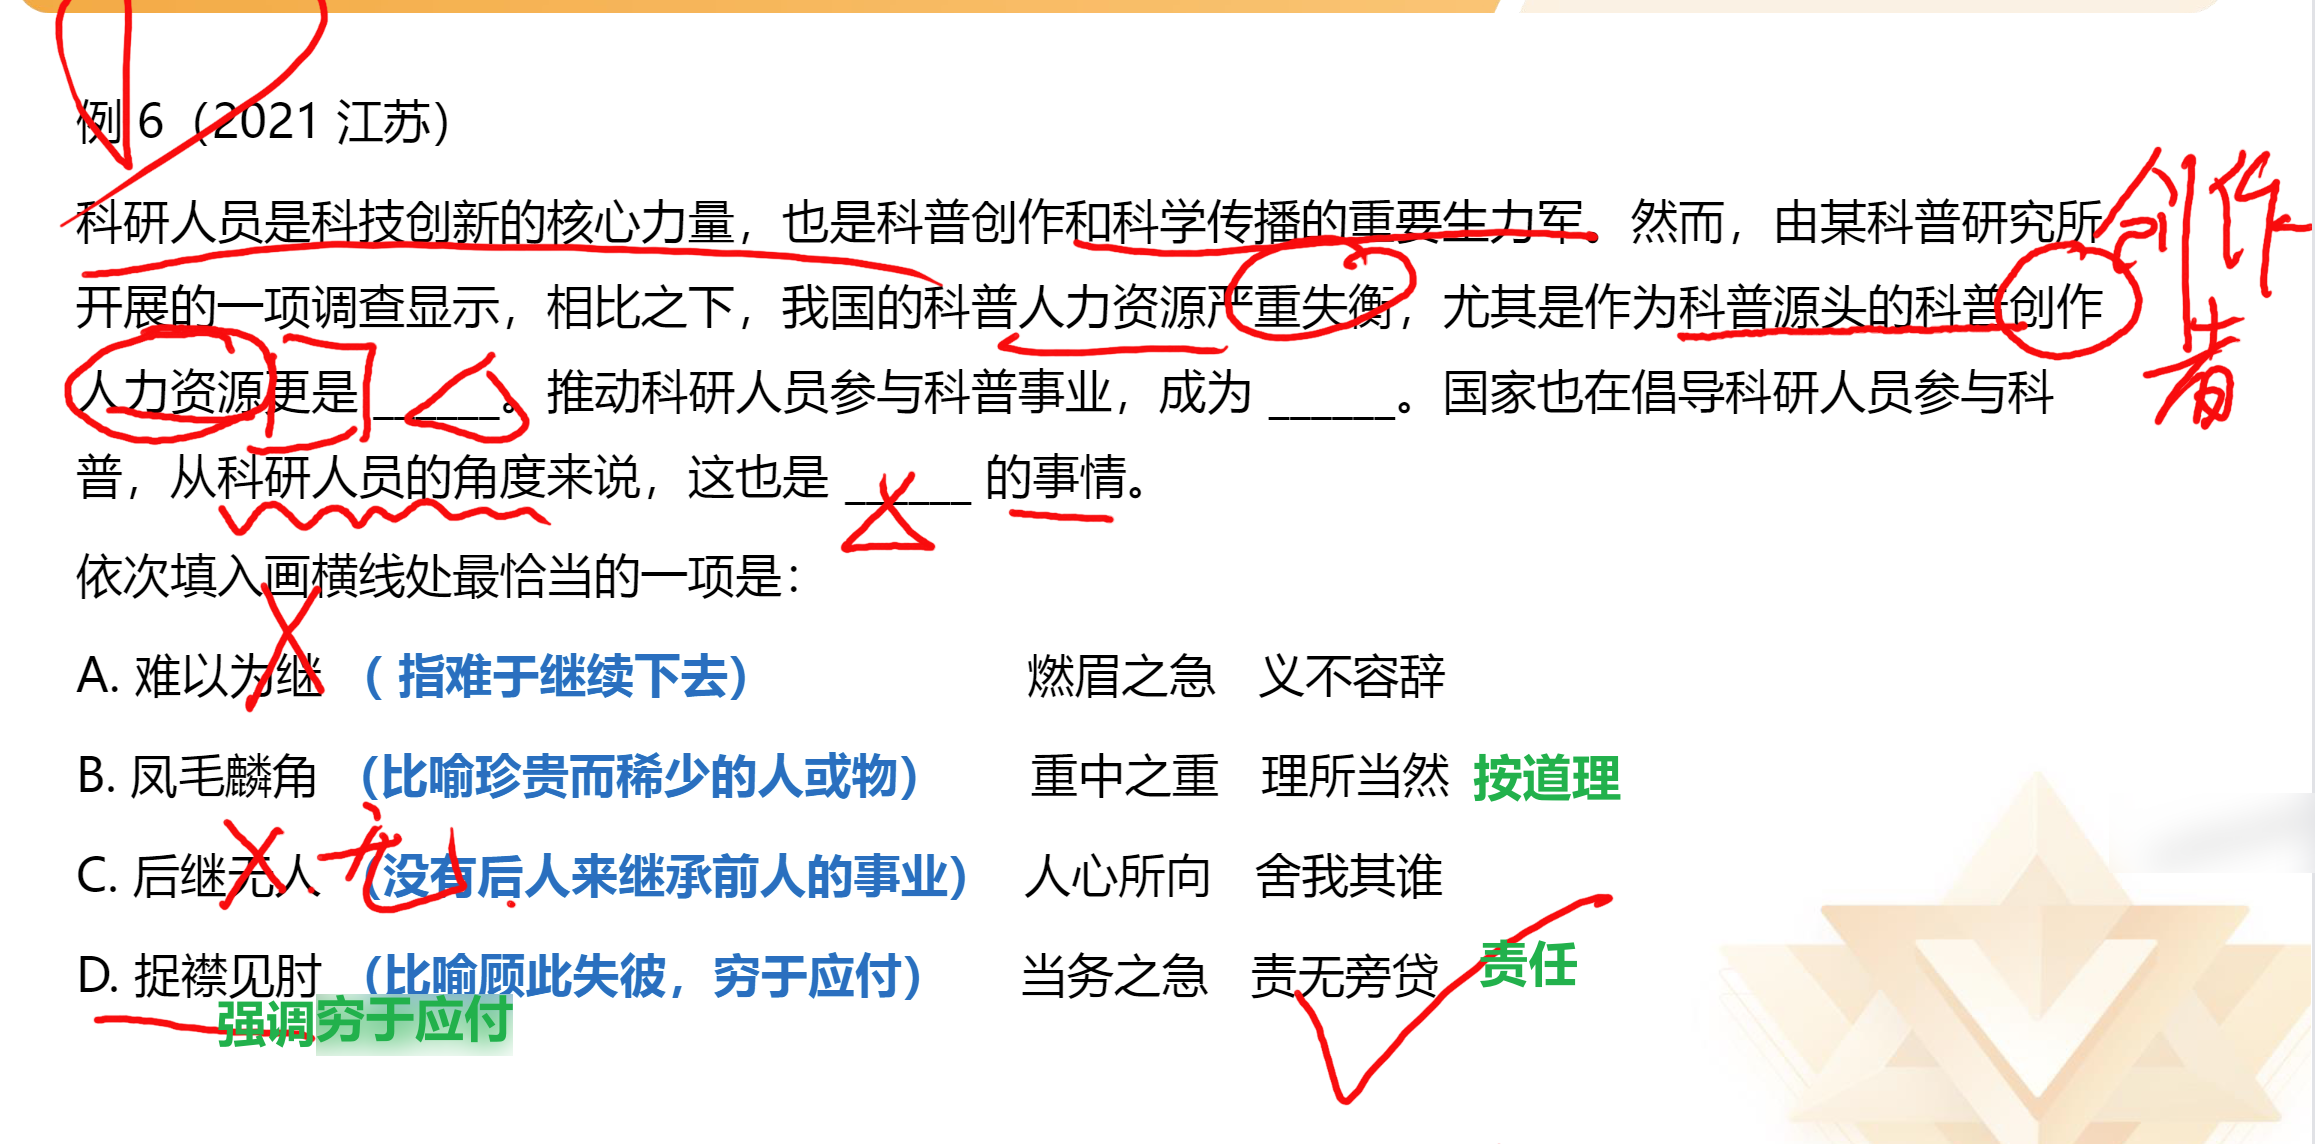 例 6（2021 江苏）
科研人员是科技创新的核心力量，也是科普创作和科学传播的重要生力军。然而，由某科普研究所
创作
开展的一项调查显示，相比之下，我国的科普人力资源严重失衡，尤其是作为科普源头的科普创作
者
人力资源更是 ______。推动科研人员参与科普事业，成为 ______。国家也在倡导科研人员参与科
普，从科研人员的角度来说，这也是 ______ 的事情。
依次填入画横线处最恰当的一项是：
A. 难以为继 （ 指难于继续下去） 燃眉之急 义不容辞
B. 凤毛麟角 （比喻珍贵而稀少的人或物） 重中之重 理所当然 按道理
C. 后继无人 （没有后人来继承前人的事业） 人心所向 舍我其谁
D. 捉襟见肘 （比喻顾此失彼，穷于应付） 当务之急 责无旁贷 责任
强调穷于应付